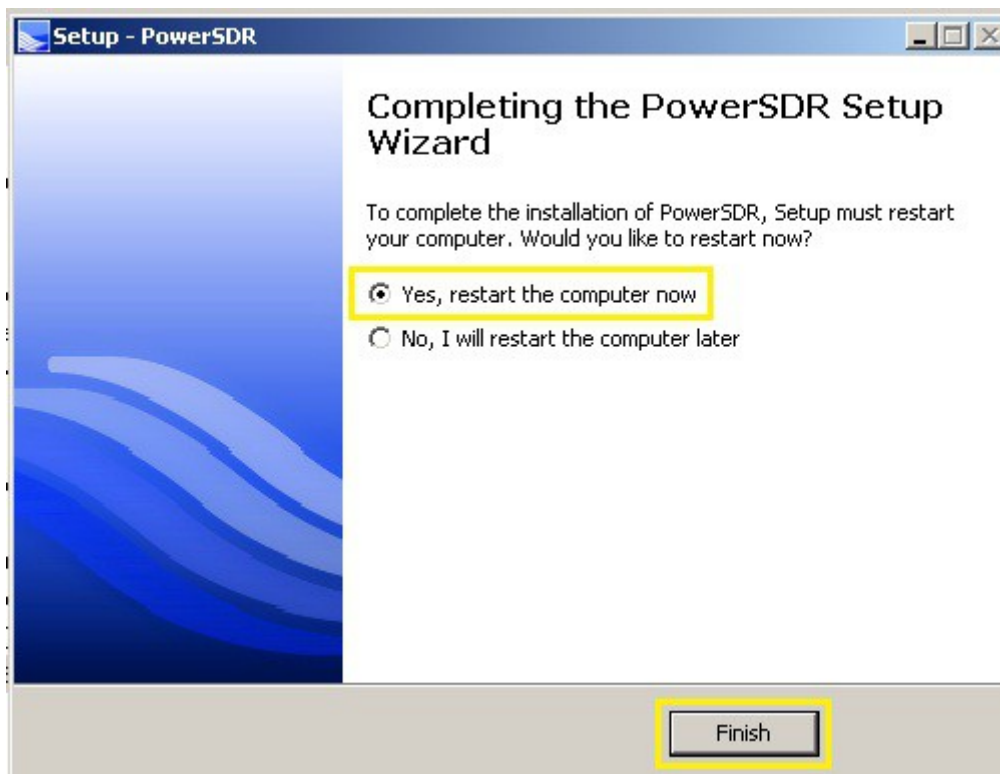 Setup - PowerSDR
Completing the PowerSDR Setup
Wizard
To complete the installation of PowerSDR, Setup must restart
your computer. Would you like to restart now?
Yes, restart the computer now
No, I will restart the computer later
Finish